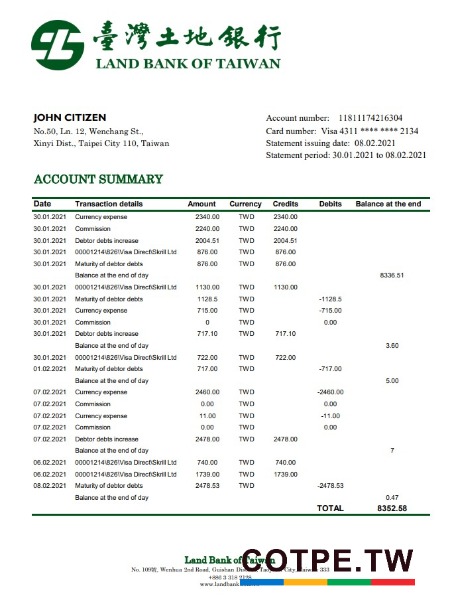 臺灣土地銀行
LAND BANK OF TAIWAN
JOHN CITIZEN
No.50, Ln. 12, Wenchang St.,
Xinyi Dist., Taipei City 110, Taiwan
Account number: 11811174216304
Card number: Visa 4311 **** **** 2134
Statement issuing date: 08.02.2021
Statement period: 30.01.2021 to 08.02.2021
ACCOUNT SUMMARY
Date Transaction details Amount Currency Credits Debits Balance at the end
30.01.2021 Currency expense 2340.00 TWD 2340.00
30.01.2021 Commission 2240.00 TWD 2240.00
30.01.2021 Debtor debts increase 2004.51 TWD 2004.51
30.01.2021 00001214\826\Visa Direct\Skrill Ltd 876.00 TWD 876.00
30.01.2021 Maturity of debtor debts 876.00 TWD 876.00
Balance at the end of day 8336.51
30.01.2021 00001214\826\Visa Direct\Skrill Ltd 1130.00 TWD 1130.00
30.01.2021 Maturity of debtor debts 1128.5 TWD -1128.5
30.01.2021 Currency expense 715.00 TWD -715.00
30.01.2021 Commission 0 TWD 0.00
30.01.2021 Debtor debts increase 717.10 TWD 717.10
Balance at the end of day 3.60
30.01.2021 00001214\826\Visa Direct\Skrill Ltd 722.00 TWD 722.00
01.02.2021 Maturity of debtor debts 717.00 TWD -717.00
Balance at the end of day 5.00
07.02.2021 Currency expense 2460.00 TWD -2460.00
07.02.2021 Commission 0.00 TWD 0.00
07.02.2021 Currency expense 11.00 TWD -11.00
07.02.2021 Commission 0.00 TWD 0.00
07.02.2021 Debtor debts increase 2478.00 TWD 2478.00
Balance at the end of day 7
06.02.2021 00001214\826\Visa Direct\Skrill Ltd 740.00 TWD 740.00
06.02.2021 00001214\826\Visa Direct\Skrill Ltd 1739.00 TWD 1739.00
08.02.2021 Maturity of debtor debts 2478.53 TWD -2478.53
Balance at the end of day 0.47
TOTAL 8352.58
Land Bank of Taiwan
Wenhua 2nd Road, Guishan Taiwan 333
+886 3 318
www.landbank
COTPE.TW